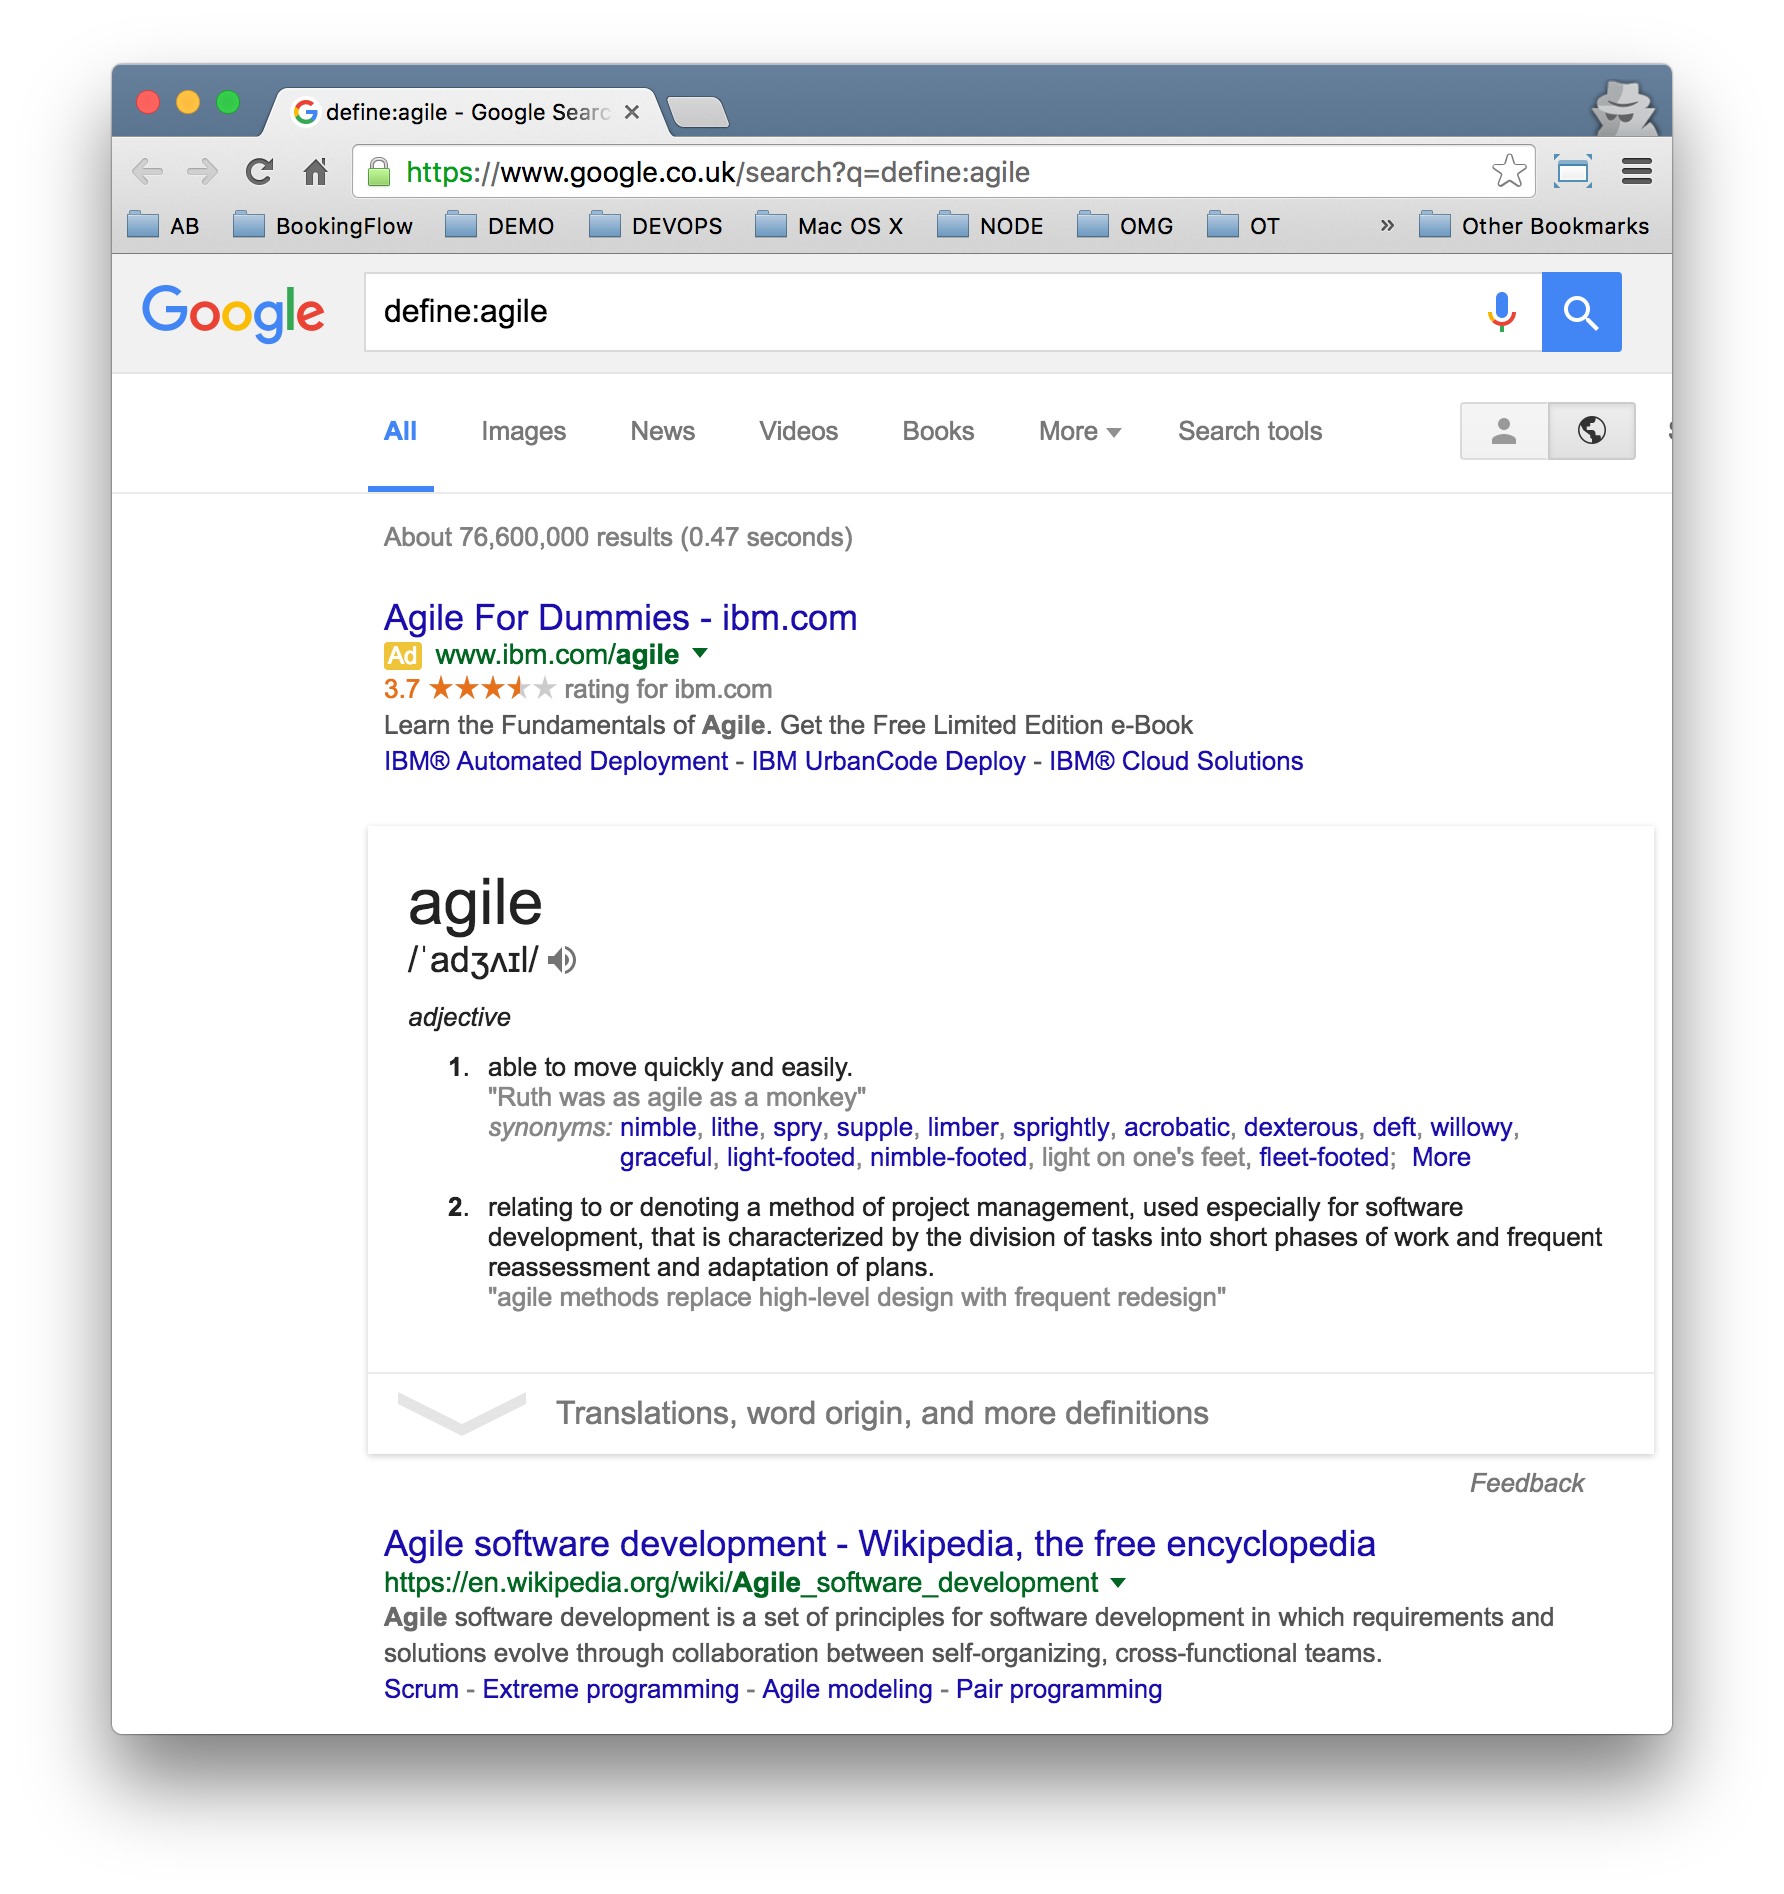 define:agile - Google Searc
https://www.google.co.uk/search?q=define:agile
AB BookingFlow DEMO DEVOPS Mac OS X NODE OMG OT » Other Bookmarks
Google define:agile
All Images News Videos Books More Search tools
About 76,600,000 results (0.47 seconds)
Agile For Dummies - ibm.com
Ad www.ibm.com/agile
3.7 rating for ibm.com
Learn the Fundamentals of Agile. Get the Free Limited Edition e-Book
IBM® Automated Deployment - IBM UrbanCode Deploy - IBM® Cloud Solutions
agile
/ˈadʒʌɪl/
adjective
1. able to move quickly and easily.
"Ruth was as agile as a monkey"
synonyms: nimble, lithe, spry, supple, limber, sprightly, acrobatic, dexterous, deft, willowy,
graceful, light-footed, nimble-footed, light on one's feet, fleet-footed; More
2. relating to or denoting a method of project management, used especially for software
development, that is characterized by the division of tasks into short phases of work and frequent
reassessment and adaptation of plans.
"agile methods replace high-level design with frequent redesign"
Translations, word origin, and more definitions
Feedback
Agile software development - Wikipedia, the free encyclopedia
https://en.wikipedia.org/wiki/Agile_software_development
Agile software development is a set of principles for software development in which requirements and
solutions evolve through collaboration between self-organizing, cross-functional teams.
Scrum - Extreme programming - Agile modeling - Pair programming